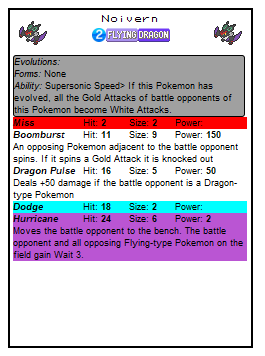 Noivern
2 FLYING DRAGON
Evolutions:
Forms: None
Ability: Supersonic Speed> If this Pokemon has
evolved, all the Gold Attacks of battle opponents of
this Pokemon become White Attacks.
Miss Hit: 2 Size: 2 Power:
Boomburst Hit: 11 Size: 9 Power: 150
An opposing Pokemon adjacent to the battle opponent
spins. If it spins a Gold Attack it is knocked out
Dragon Pulse Hit: 16 Size: 5 Power: 50
Deals +50 damage if the battle opponent is a Dragon-
type Pokemon
Dodge Hit: 18 Size: 2 Power:
Hurricane Hit: 24 Size: 6 Power: 2
Moves the battle opponent to the bench. The battle
opponent and all opposing Flying-type Pokemon on the
field gain Wait 3.